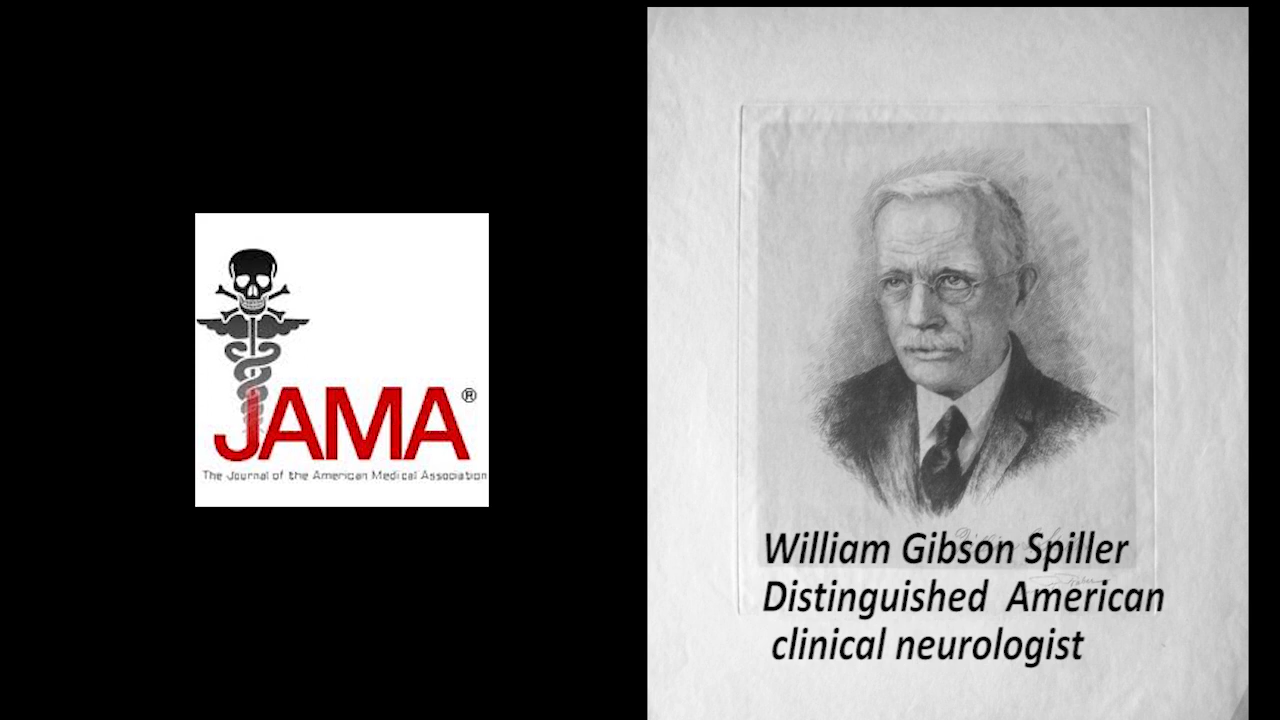 JAMA®
The Journal of the American Medical Association
William Gibson Spiller
Distinguished American
clinical neurologist